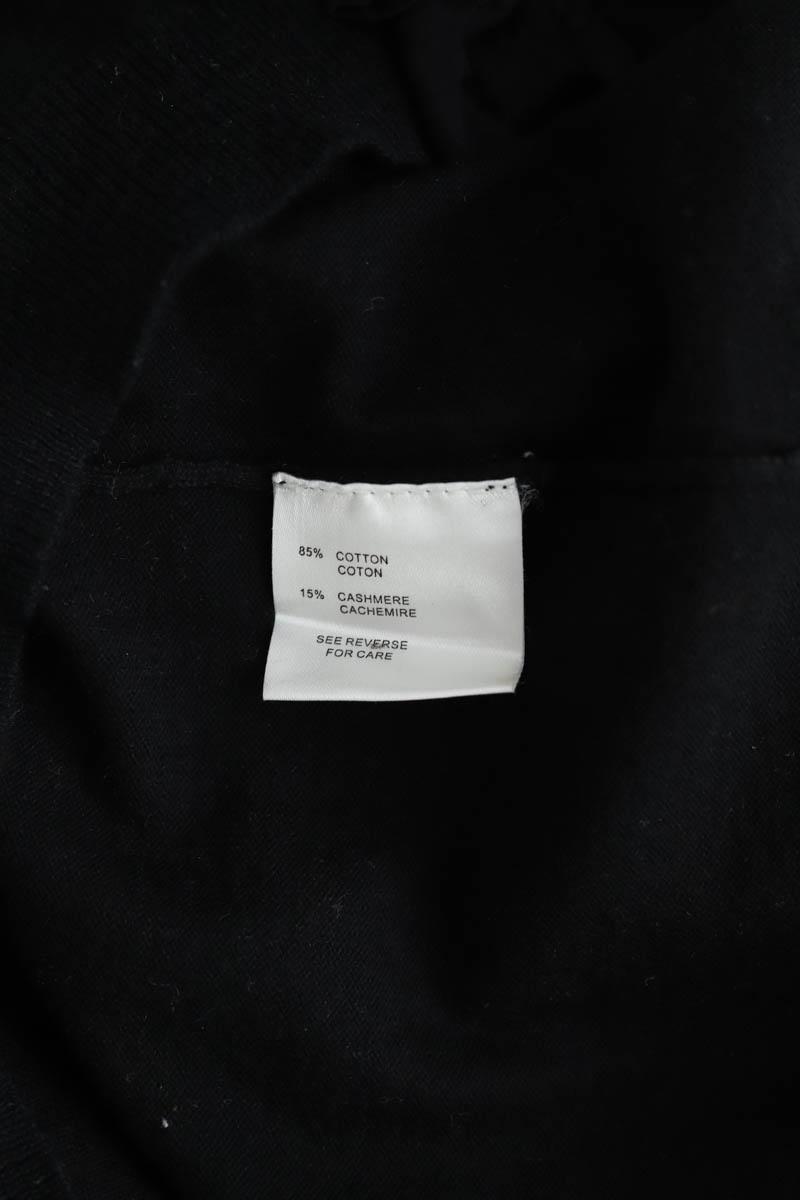 85% COTTON
COTON
15% CASHMERE
CACHEMIRE
SEE REVERSE
FOR CARE